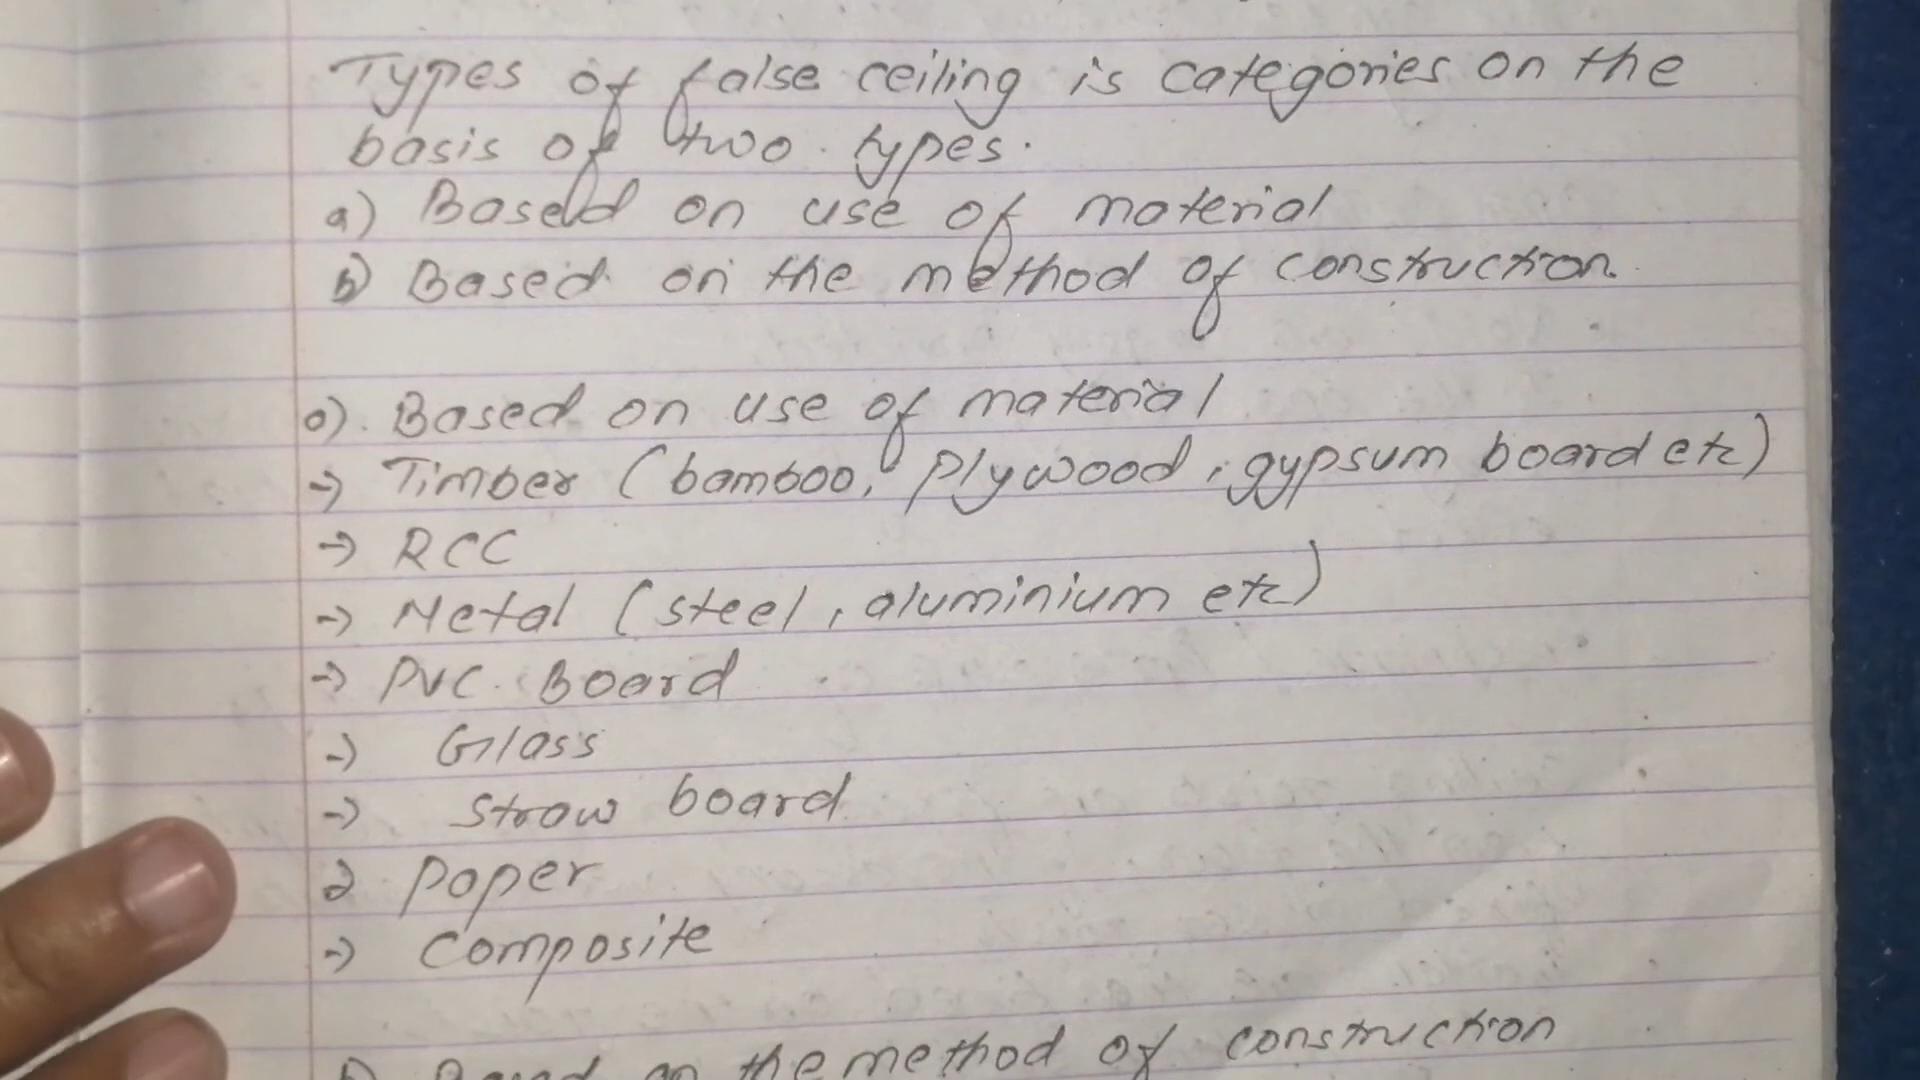 Types of false ceiling is categories on the
basis of two types.
a) Based on use of material
b) Based on the method of construction.
a). Based on use of material
→ Timber (bamboo, plywood, gypsum board etc)
→ RCC
→ Metal (steel, aluminium etc)
→ PVC. Board
→ Glass
→ Straw board
→ Paper
→ Composite
b) Based on the method of construction